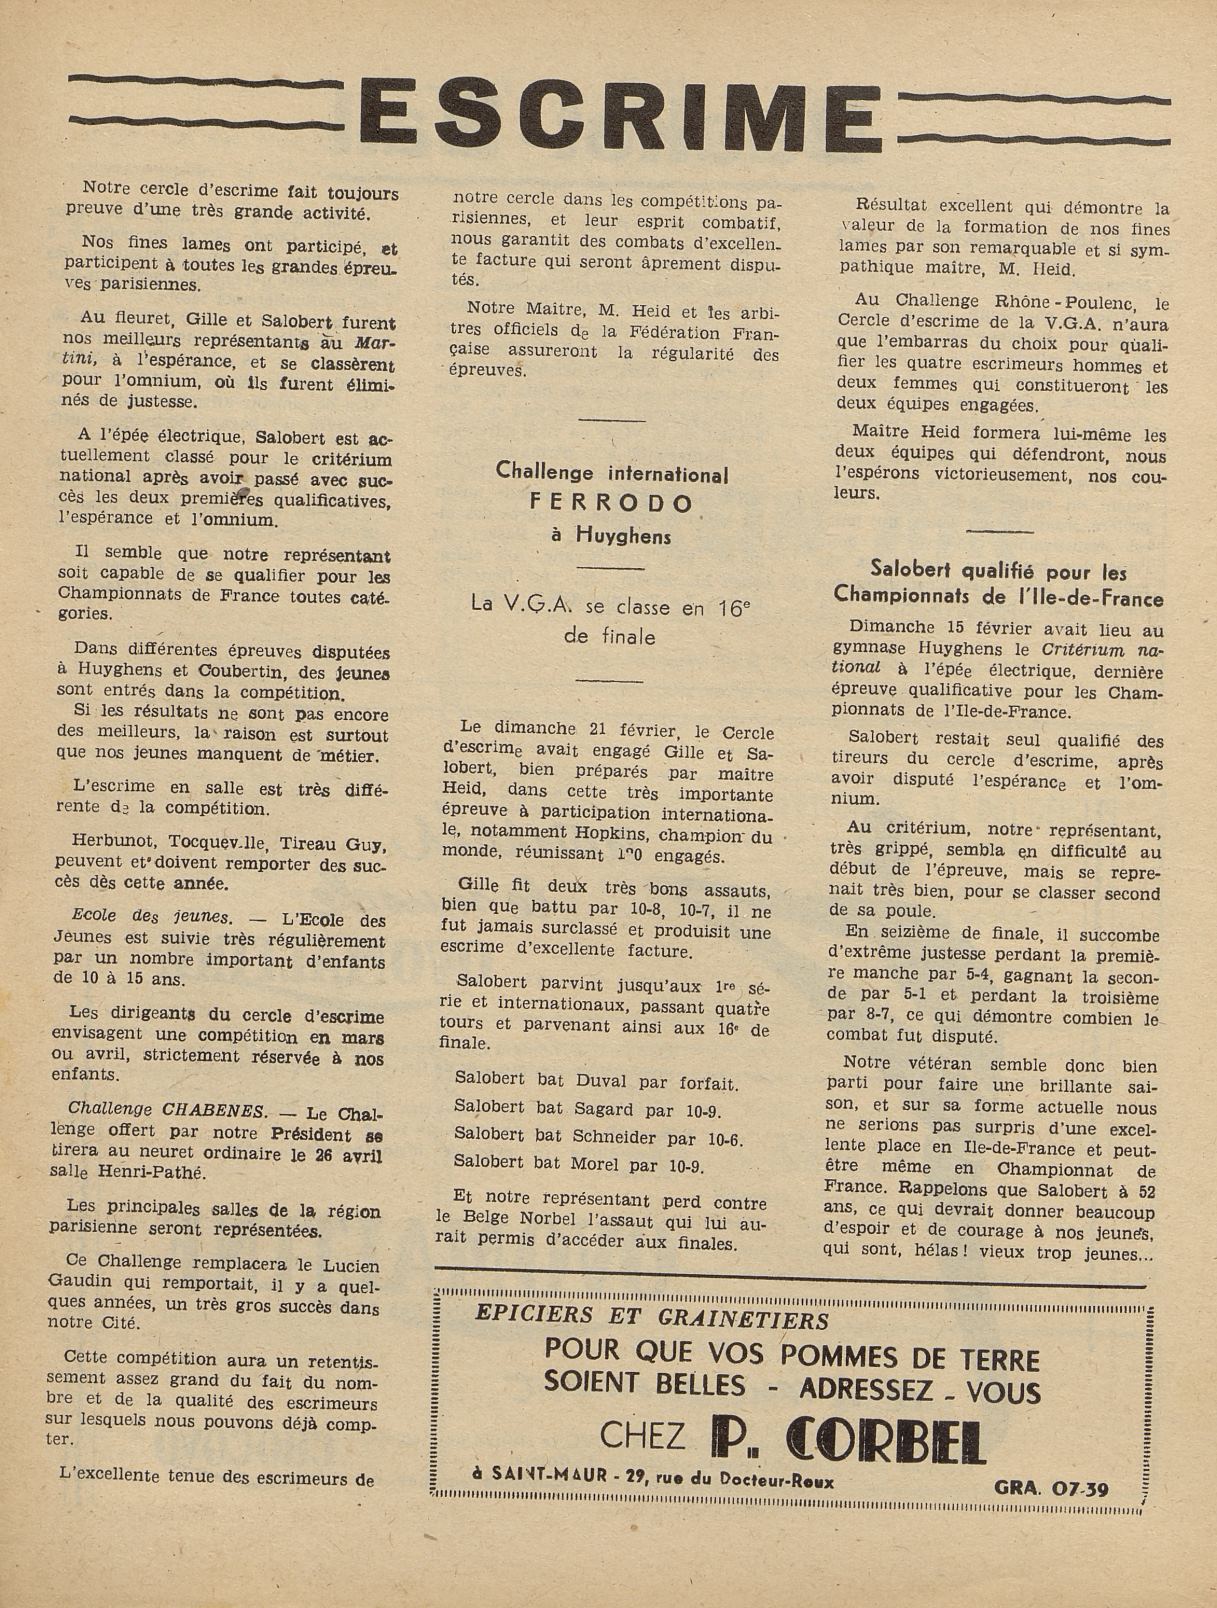 ESCRIME
Notre cercle d'escrime fait toujours
preuve d'une très grande activité.
Nos fines lames ont participé, et
participent à toutes les grandes épreu-
ves parisiennes.
Au fleuret, Gille et Salobert furent
nos meilleurs représentants au Mar-
tini, à l'espérance, et se classèrent
pour l'omnium, où ils furent élimi-
nés de justesse.
A l'épée électrique, Salobert est ac-
tuellement classé pour le critérium
national après avoir passé avec suc-
cès les deux premières qualificatives,
l'espérance et l'omnium.
Il semble que notre représentant
soit capable de se qualifier pour les
Championnats de France toutes caté-
gories.
Dans différentes épreuves disputées
à Huyghens et Coubertin, des jeunes
sont entrés dans la compétition.
Si les résultats ne sont pas encore
des meilleurs, la raison est surtout
que nos jeunes manquent de métier.
L'escrime en salle est très diffé-
rente de la compétition.
Herbunot, Tocquev.lle, Tireau Guy,
peuvent et doivent remporter des suc-
cès dès cette année.
Ecole des jeunes. — L'Ecole des
Jeunes est suivie très régulièrement
par un nombre important d'enfants
de 10 à 15 ans.
Les dirigeants du cercle d'escrime
envisagent une compétition en mars
ou avril, strictement réservée à nos
enfants.
Challenge CHABENES. — Le Chal-
lenge offert par notre Président se
tirera au neuret ordinaire le 26 avril
salle Henri-Pathé.
Les principales salles de la région
parisienne seront représentées.
Ce Challenge remplacera le Lucien
Gaudin qui remportait, il y a quel-
ques années, un très gros succès dans
notre Cité.
Cette compétition aura un retentis-
sement assez grand du fait du nom-
bre et de la qualité des escrimeurs
sur lesquels nous pouvons déjà comp-
ter.
L'excellente tenue des escrimeurs de
notre cercle dans les compétitions pa-
risiennes, et leur esprit combatif,
nous garantit des combats d'excellen-
te facture qui seront âprement dispu-
tés.
Notre Maître, M. Heid et les arbi-
tres officiels de la Fédération Fran-
çaise assureront la régularité des
épreuves.
Challenge international
FERRODO
à Huyghens
La V.G.A. se classe en 16e
de finale
Le dimanche 21 février, le Cercle
d'escrime avait engagé Gille et Sa-
lobert, bien préparés par maître
Heid, dans cette très importante
épreuve à participation internationa-
le, notamment Hopkins, champion du
monde, réunissant engagés.
Gille fit deux très bons assauts,
bien que battu par 10-8, 10-7, il ne
fut jamais surclassé et produisit une
escrime d'excellente facture.
Salobert parvint jusqu'aux 1re sé-
rie et internationaux, passant quatre
tours et parvenant ainsi aux 16e de
finale.
Salobert bat Duval par forfait.
Salobert bat Sagard par 10-9.
Salobert bat Schneider par 10-6.
Salobert bat Morel par 10-9.
Et notre représentant perd contre
le Belge Norbel l'assaut qui lui au-
rait permis d'accéder aux finales.
Résultat excellent qui démontre la
valeur de la formation de nos fines
lames par son remarquable et si sym-
pathique maître, M. Heid.
Au Challenge Rhône-Poulenc, le
Cercle d'escrime de la V.G.A. n'aura
que l'embarras du choix pour quali-
fier les quatre escrimeurs hommes et
deux femmes qui constitueront les
deux équipes engagées.
Maître Heid formera lui-même les
deux équipes qui défendront, nous
l'espérons victorieusement, nos cou-
leurs.
Salobert qualifié pour les
Championnats de l'Ile-de-France
Dimanche 15 février avait lieu au
gymnase Huyghens le Critérium na-
tional à l'épée électrique, dernière
épreuve qualificative pour les Cham-
pionnats de l'Ile-de-France.
Salobert restait seul qualifié des
tireurs du cercle d'escrime, après
avoir disputé l'espérance et l'om-
nium.
Au critérium, notre représentant,
très grippé, sembla en difficulté au
début de l'épreuve, mais se repre-
nait très bien, pour se classer second
de sa poule.
En seizième de finale, il succombe
d'extrême justesse perdant la premiè-
re manche par 5-4, gagnant la secon-
de par 5-1 et perdant la troisième
par 8-7, ce qui démontre combien le
combat fut disputé.
Notre vétéran semble donc bien
parti pour faire une brillante sai-
son, et sur sa forme actuelle nous
ne serions pas surpris d'une excel-
lente place en Ile-de-France et peut-
être même en Championnat de
France. Rappelons que Salobert à 52
ans, ce qui devrait donner beaucoup
d'espoir et de courage à nos jeunes,
qui sont, hélas ! vieux trop jeunes...
EPICIERS ET GRAINETIERS
POUR QUE VOS POMMES DE TERRE
SOIENT BELLES - ADRESSEZ - VOUS
CHEZ P. CORBEL
à SAINT-MAUR - 29, rue du Docteur-Roux
GRA. 07-39